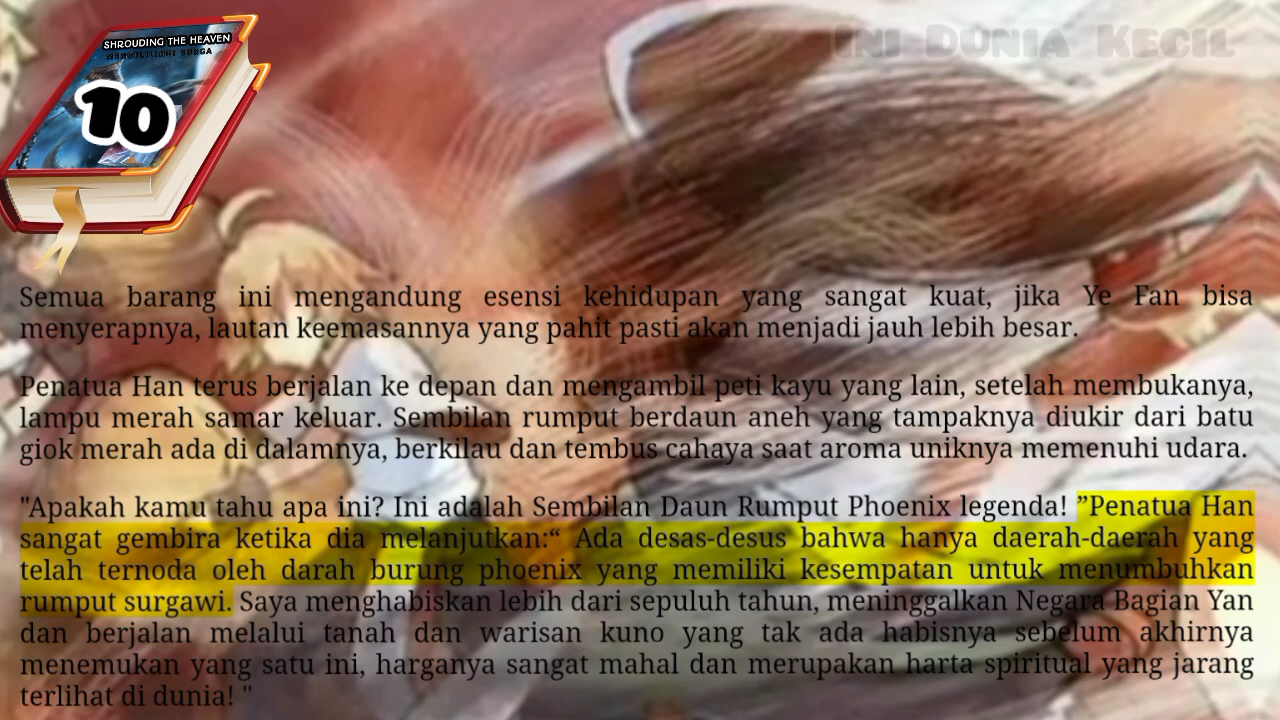 Ini Dunia Kecil
SHROUDING THE HEAVEN
MENGELILINGI SURGA
10
Semua barang ini mengandung esensi kehidupan yang sangat kuat, jika Ye Fan bisa
menyerapnya, lautan keemasannya yang pahit pasti akan menjadi jauh lebih besar.
Penatua Han terus berjalan ke depan dan mengambil peti kayu yang lain, setelah membukanya,
lampu merah samar keluar. Sembilan rumput berdaun aneh yang tampaknya diukir dari batu
giok merah ada di dalamnya, berkilau dan tembus cahaya saat aroma uniknya memenuhi udara.
"Apakah kamu tahu apa ini? Ini adalah Sembilan Daun Rumput Phoenix legenda! ”Penatua Han
sangat gembira ketika dia melanjutkan:“ Ada desas-desus bahwa hanya daerah-daerah yang
telah ternoda oleh darah burung phoenix yang memiliki kesempatan untuk menumbuhkan
rumput surgawi. Saya menghabiskan lebih dari sepuluh tahun, meninggalkan Negara Bagian Yan
dan berjalan melalui tanah dan warisan kuno yang tak ada habisnya sebelum akhirnya
menemukan yang satu ini, harganya sangat mahal dan merupakan harta spiritual yang jarang
terlihat di dunia! "